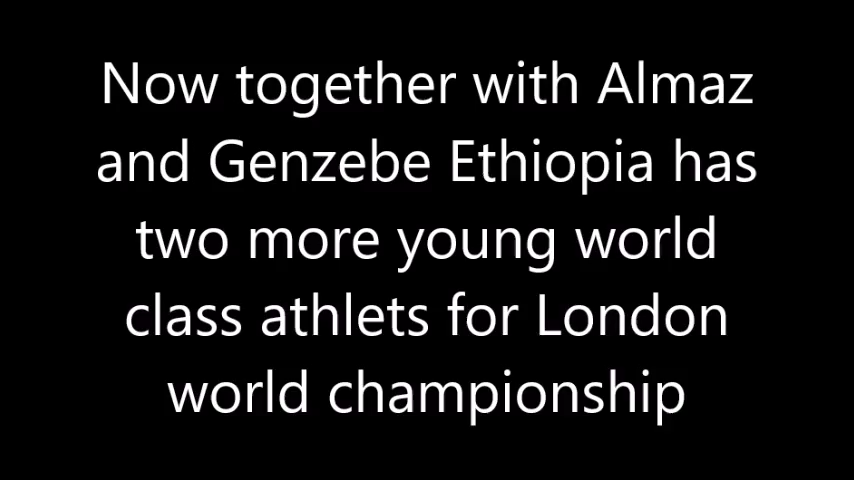 Now together with Almaz
and Genzebe Ethiopia has
two more young world
class athlets for London
world championship